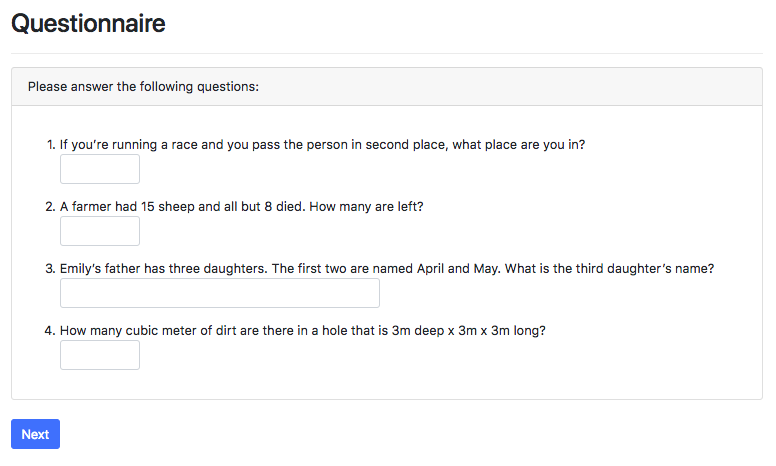 Questionnaire
Please answer the following questions:
1. If you’re running a race and you pass the person in second place, what place are you in?
2. A farmer had 15 sheep and all but 8 died. How many are left?
3. Emily’s father has three daughters. The first two are named April and May. What is the third daughter’s name?
4. How many cubic meter of dirt are there in a hole that is 3m deep x 3m x 3m long?
Next